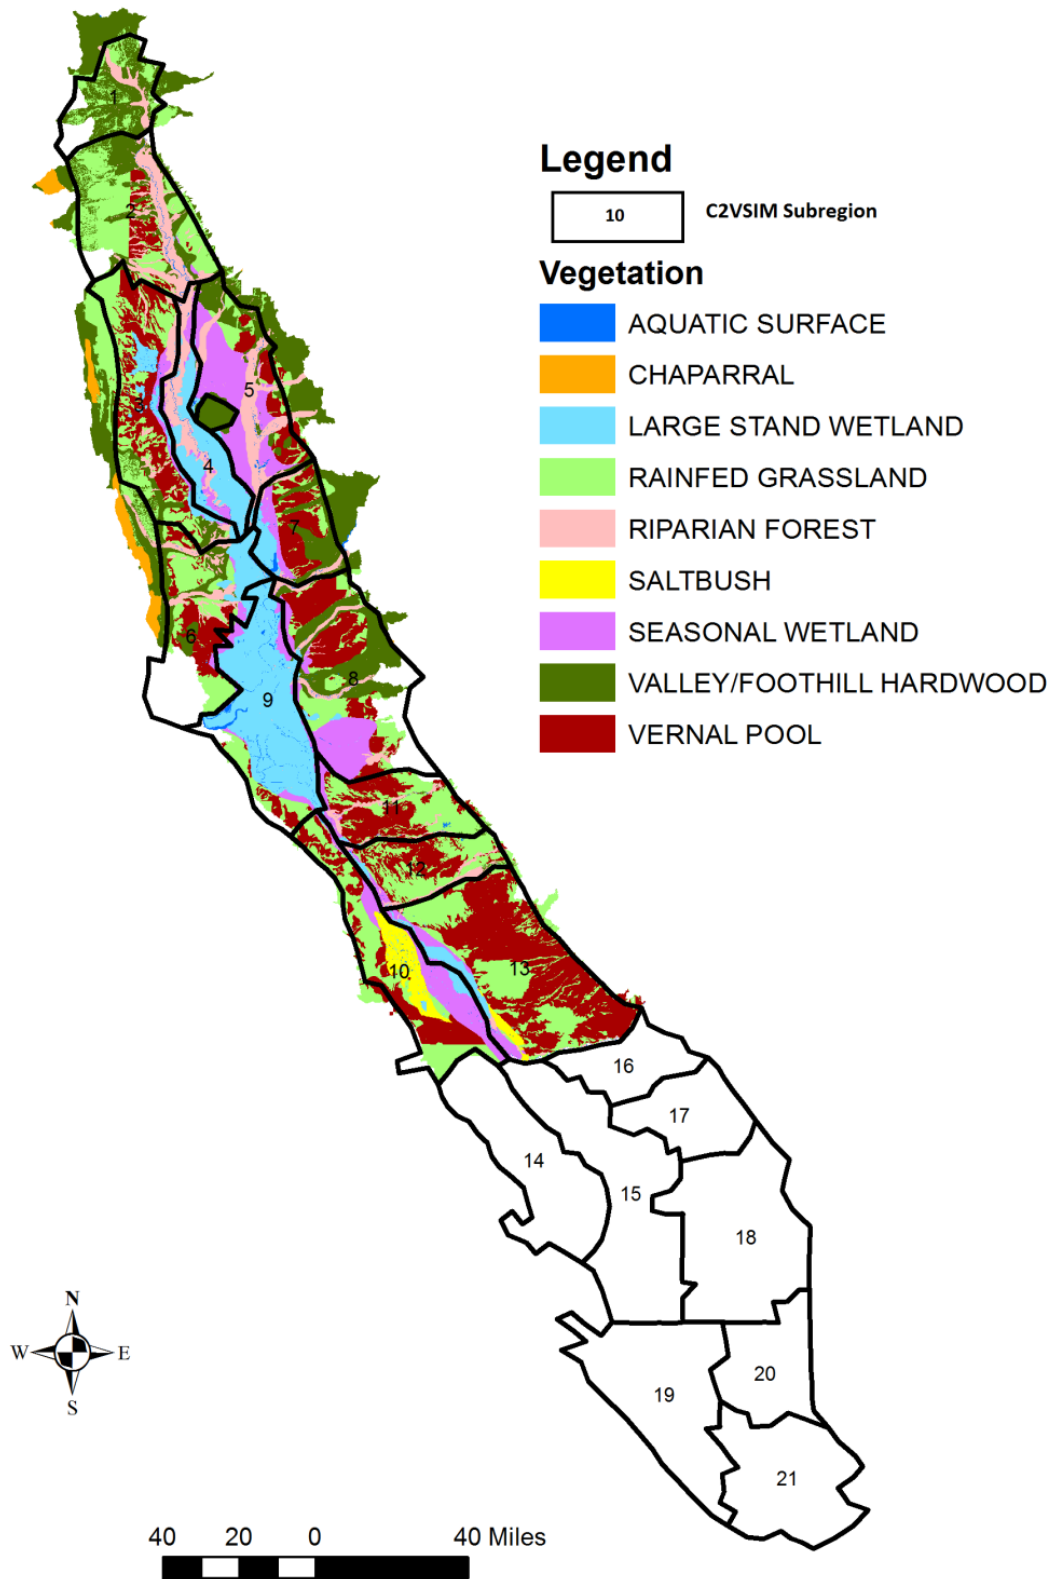 1
2
3
5
4
7
6
8
9
11
12
10
13
16
17
14
15
18
20
19
21
Legend
10 C2VSIM Subregion
Vegetation
AQUATIC SURFACE
CHAPARRAL
LARGE STAND WETLAND
RAINFED GRASSLAND
RIPARIAN FOREST
SALTBUSH
SEASONAL WETLAND
VALLEY/FOOTHILL HARDWOOD
VERNAL POOL
N
W E
S
40 20 0 40 Miles